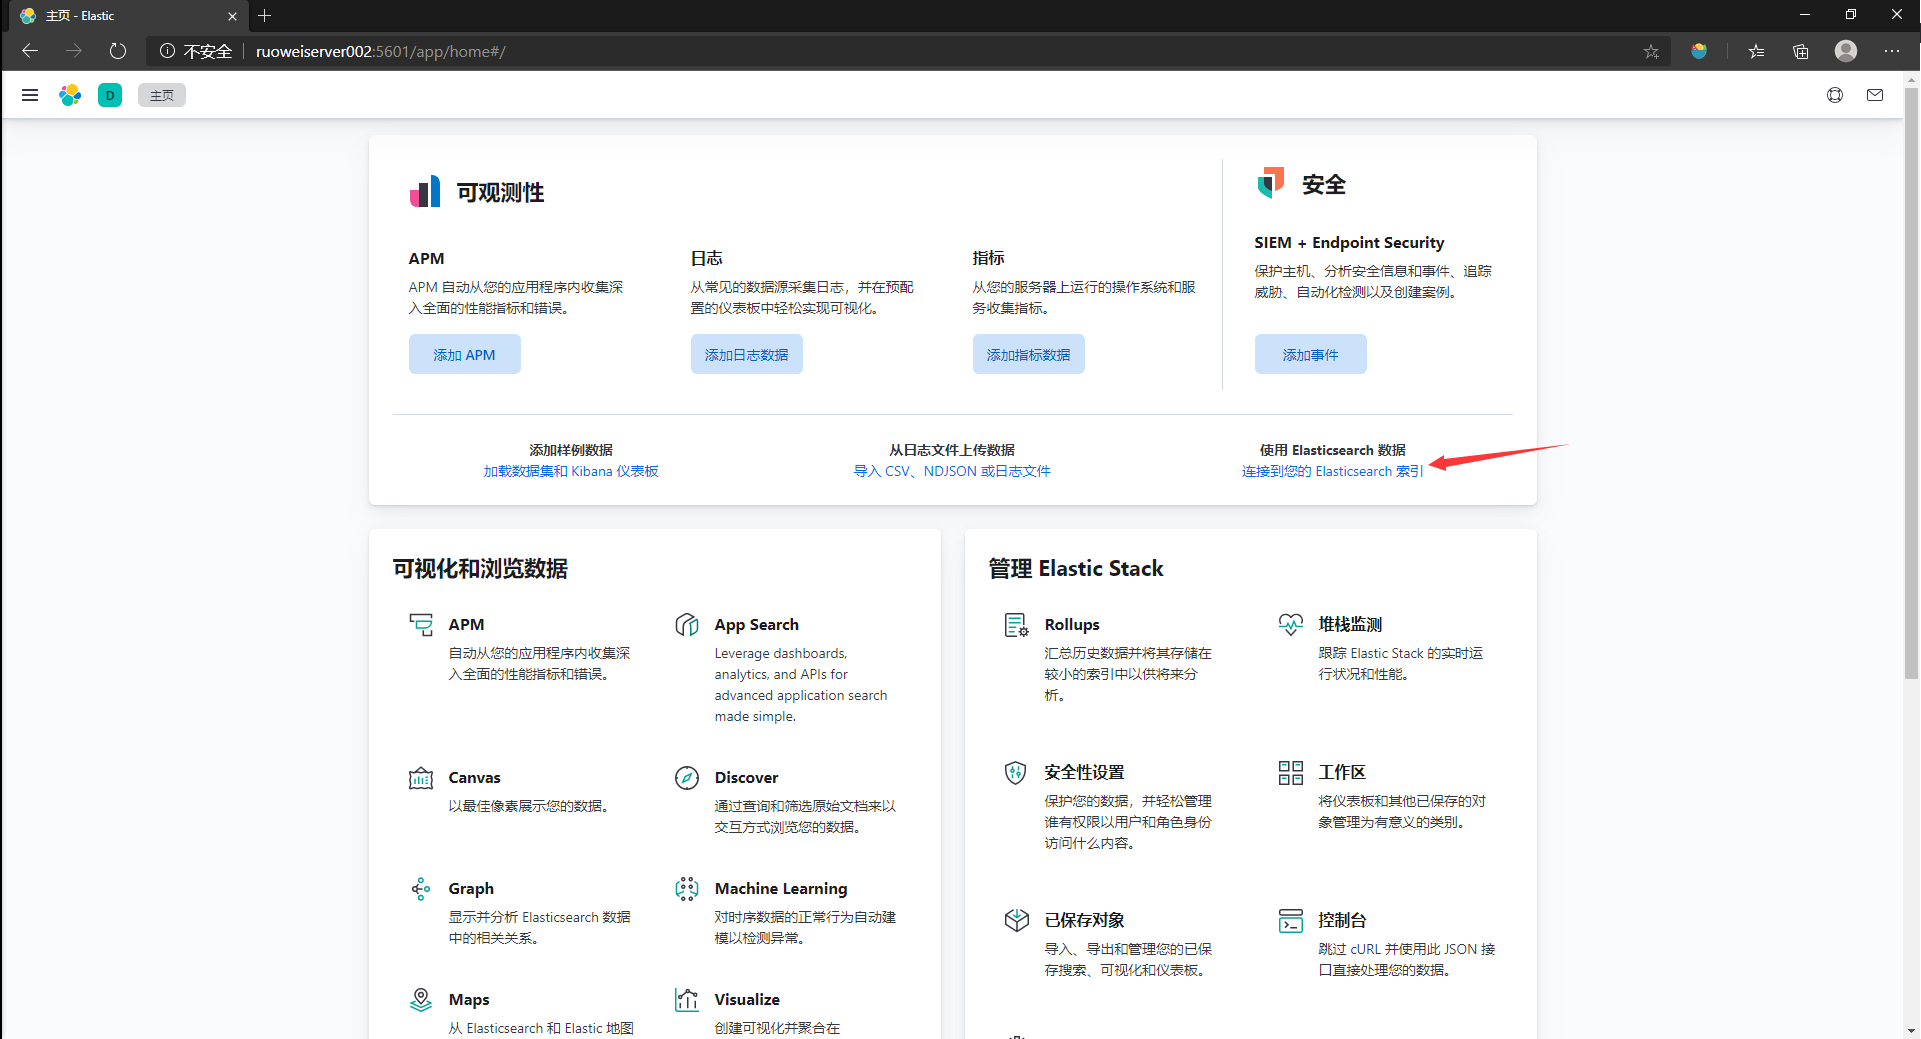 主页 - Elastic
不安全
ruoweiserver002:5601/app/home#/
D
主页
可观测性
APM
APM 自动从您的应用程序内收集深
入全面的性能指标和错误。
添加 APM
日志
从常见的数据源采集日志，并在预配
置的仪表板中轻松实现可视化。
添加日志数据
指标
从您的服务器上运行的操作系统和服
务收集指标。
添加指标数据
安全
SIEM + Endpoint Security
保护主机、分析安全信息和事件、追踪
威胁、自动化检测以及创建案例。
添加事件
添加样例数据
加载数据集和 Kibana 仪表板
从日志文件上传数据
导入 CSV、NDJSON 或日志文件
使用 Elasticsearch 数据
连接到您的 Elasticsearch 索引
可视化和浏览数据
APM
自动从您的应用程序内收集深
入全面的性能指标和错误。
App Search
Leverage dashboards,
analytics, and APIs for
advanced application search
made simple.
Canvas
以最佳像素展示您的数据。
Discover
通过查询和筛选原始文档来以
交互方式浏览您的数据。
Graph
显示并分析 Elasticsearch 数据
中的相关关系。
Machine Learning
对时序数据的正常行为自动建
模以检测异常。
Maps
从 Elasticsearch 和 Elastic 地图
Visualize
创建可视化并聚合在
管理 Elastic Stack
Rollups
汇总历史数据并将其存储在
较小的索引中以供将来分
析。
堆栈监测
跟踪 Elastic Stack 的实时运
行状况和性能。
安全性设置
保护您的数据，并轻松管理
谁有权限以用户和角色身份
访问什么内容。
工作区
将仪表板和其他已保存的对
象管理为有意义的类别。
已保存对象
导入、导出和管理您的已保
存搜索、可视化和仪表板。
控制台
跳过 cURL 并使用此 JSON 接
口直接处理您的数据。